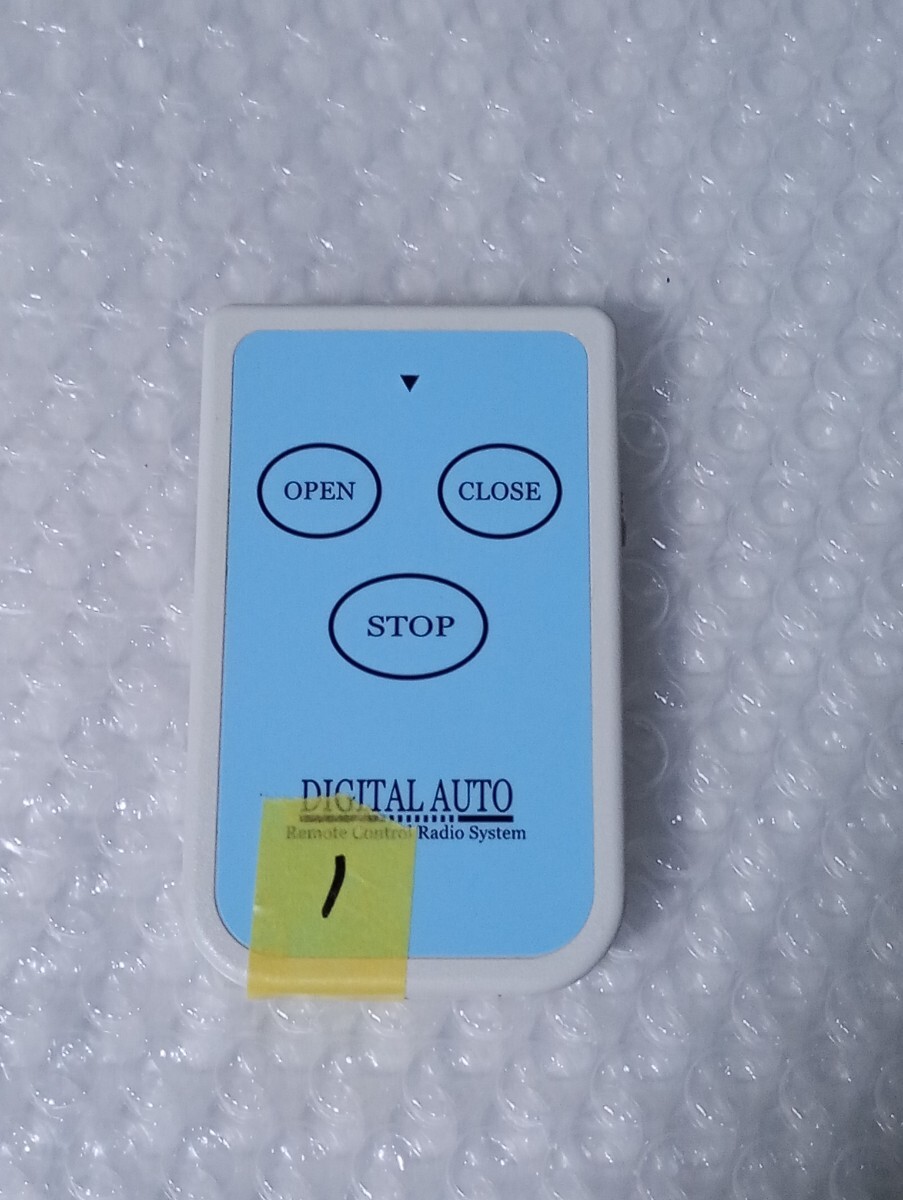 OPEN
CLOSE
STOP
DIGITAL AUTO
Remote Control Radio System
1